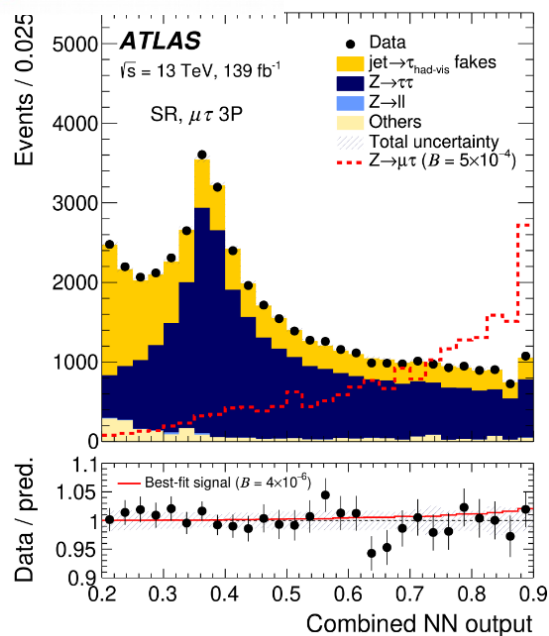 Events / 0.025
5000
4000
3000
2000
1000
0
ATLAS
√s = 13 TeV, 139 fb⁻¹
SR, μτ 3P
Data
jet→τhad-vis fakes
Z→ττ
Z→ll
Others
Total uncertainty
Z→μτ (B = 5×10⁻⁴)
Data / pred.
1.1
1.05
1
0.95
0.9
Best-fit signal (B = 4×10⁻⁶)
0.2 0.3 0.4 0.5 0.6 0.7 0.8 0.9
Combined NN output